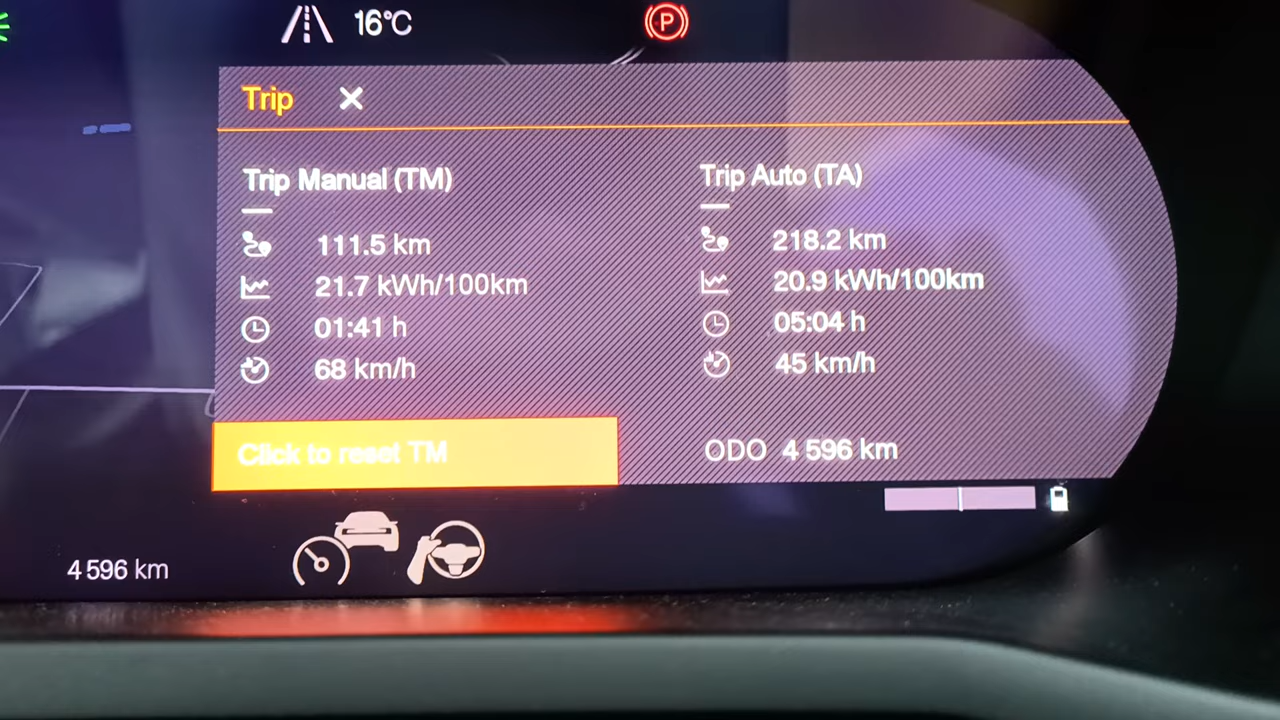 16°C
P
Trip
Trip Manual (TM)
111.5 km
21.7 kWh/100km
01:41 h
68 km/h
Click to reset TM
Trip Auto (TA)
218.2 km
20.9 kWh/100km
05:04 h
45 km/h
ODO 4 596 km
4 596 km